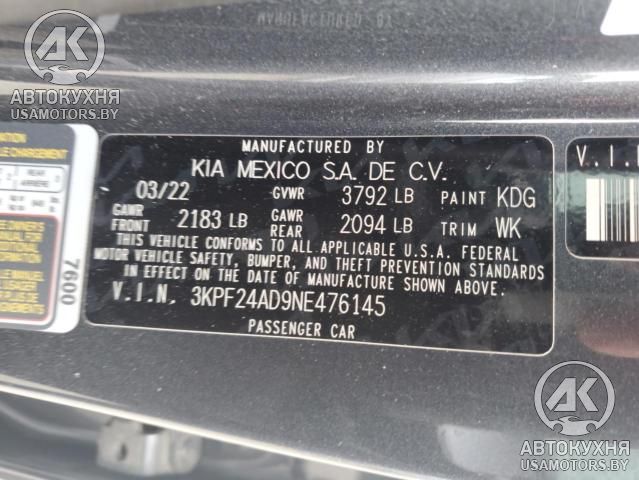 AK
АВТОКУХНЯ
USAMOTORS.BY
REAR
7600
MANUFACTURED BY
KIA MEXICO S.A. DE C.V.
03/22 GVWR 3792 LB PAINT KDG
GAWR FRONT 2183 LB GAWR REAR 2094 LB TRIM WK
THIS VEHICLE CONFORMS TO ALL APPLICABLE U.S.A. FEDERAL
MOTOR VEHICLE SAFETY, BUMPER, AND THEFT PREVENTION STANDARDS
IN EFFECT ON THE DATE OF MANUFACTURE SHOWN ABOVE.
V.I.N. 3KPF24AD9NE476145
PASSENGER CAR
V.I.
AK
АВТОКУХНЯ
USAMOTORS.BY